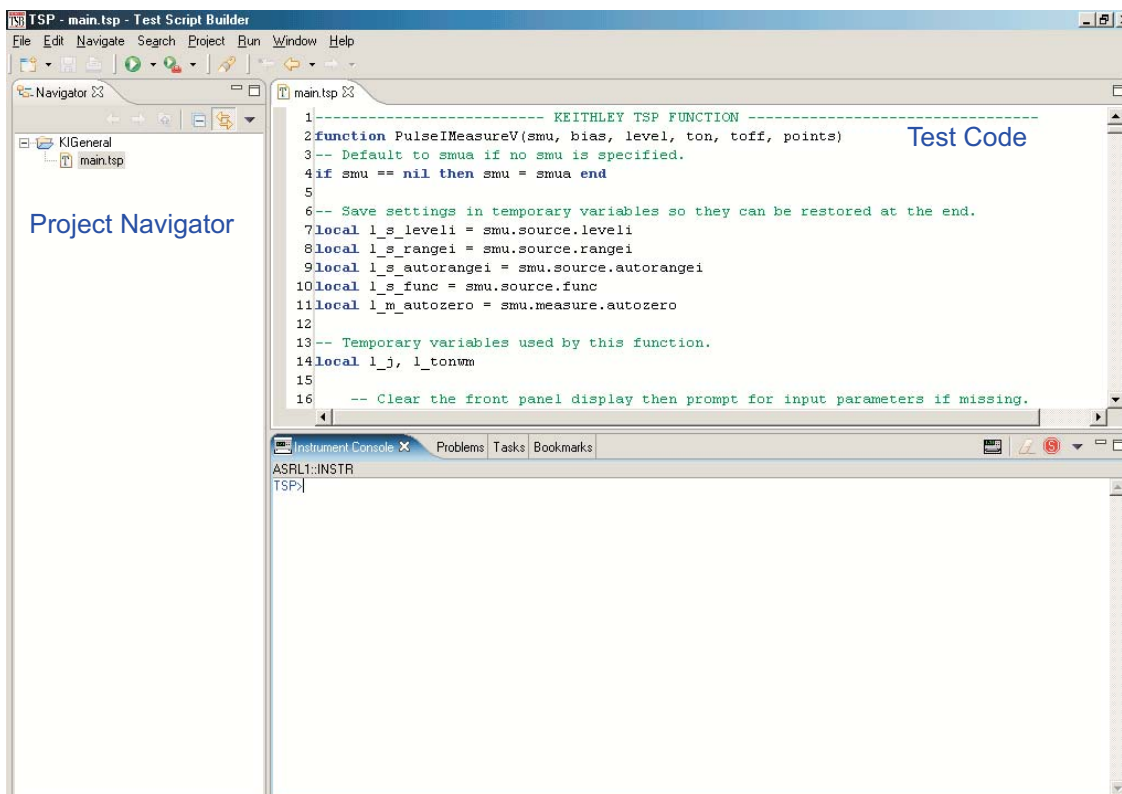 TSB TSP - main.tsp - Test Script Builder
File Edit Navigate Search Project Run Window Help
Navigator
KIGeneral
main.tsp
Project Navigator
main.tsp
Test Code
1-------------------------- KEITHLEY TSP FUNCTION ---------------------------------
2function PulseIMeasureV(smu, bias, level, ton, toff, points)
3-- Default to smua if no smu is specified.
4if smu == nil then smu = smua end
5
6-- Save settings in temporary variables so they can be restored at the end.
7local l_s_leveli = smu.source.leveli
8local l_s_rangei = smu.source.rangei
9local l_s_autorangei = smu.source.autorangei
10local l_s_func = smu.source.func
11local l_m_autozero = smu.measure.autozero
12
13-- Temporary variables used by this function.
14local l_j, l_tonwm
15
16 -- Clear the front panel display then prompt for input parameters if missing.
Instrument Console Problems Tasks Bookmarks
ASRL1::INSTR
TSP>